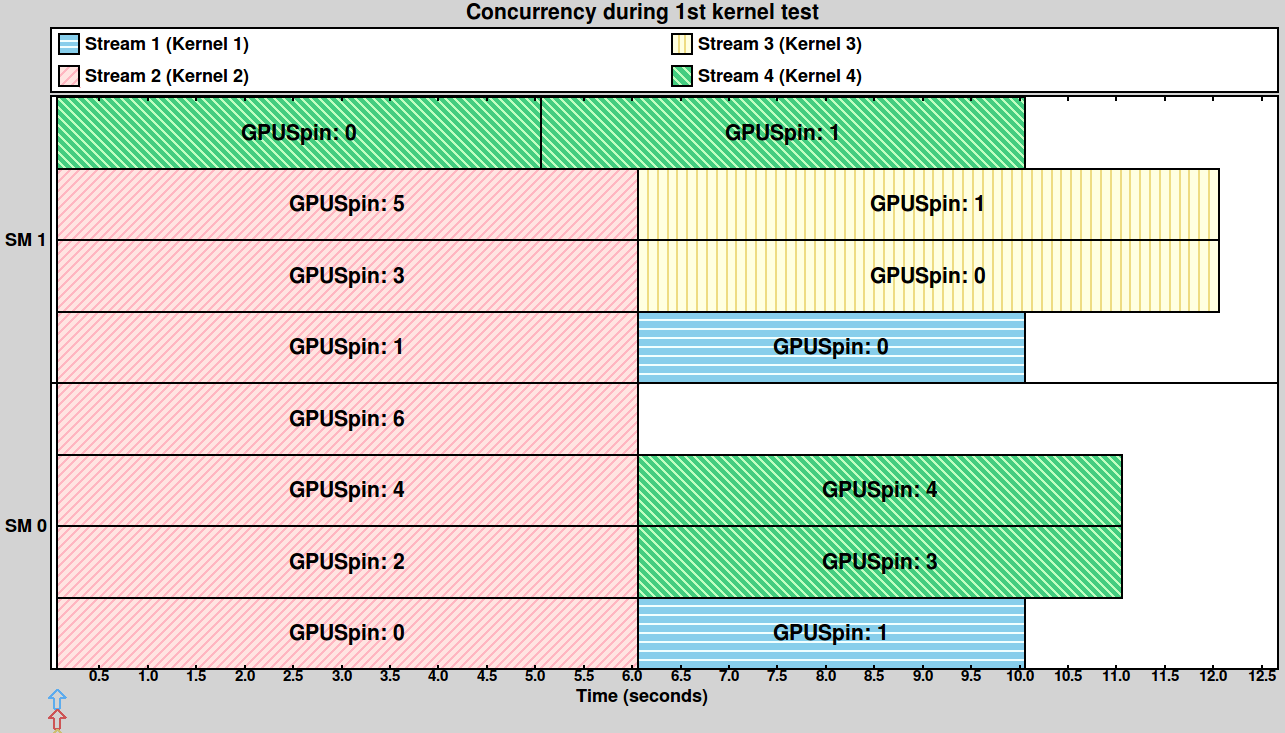 Concurrency during 1st kernel test
Stream 1 (Kernel 1)
Stream 2 (Kernel 2)
Stream 3 (Kernel 3)
Stream 4 (Kernel 4)
SM 1
GPUSpin: 0
GPUSpin: 1
GPUSpin: 5
GPUSpin: 1
GPUSpin: 3
GPUSpin: 0
GPUSpin: 1
GPUSpin: 0
SM 0
GPUSpin: 6
GPUSpin: 4
GPUSpin: 4
GPUSpin: 2
GPUSpin: 3
GPUSpin: 0
GPUSpin: 1
0.5 1.0 1.5 2.0 2.5 3.0 3.5 4.0 4.5 5.0 5.5 6.0 6.5 7.0 7.5 8.0 8.5 9.0 9.5 10.0 10.5 11.0 11.5 12.0 12.5
Time (seconds)